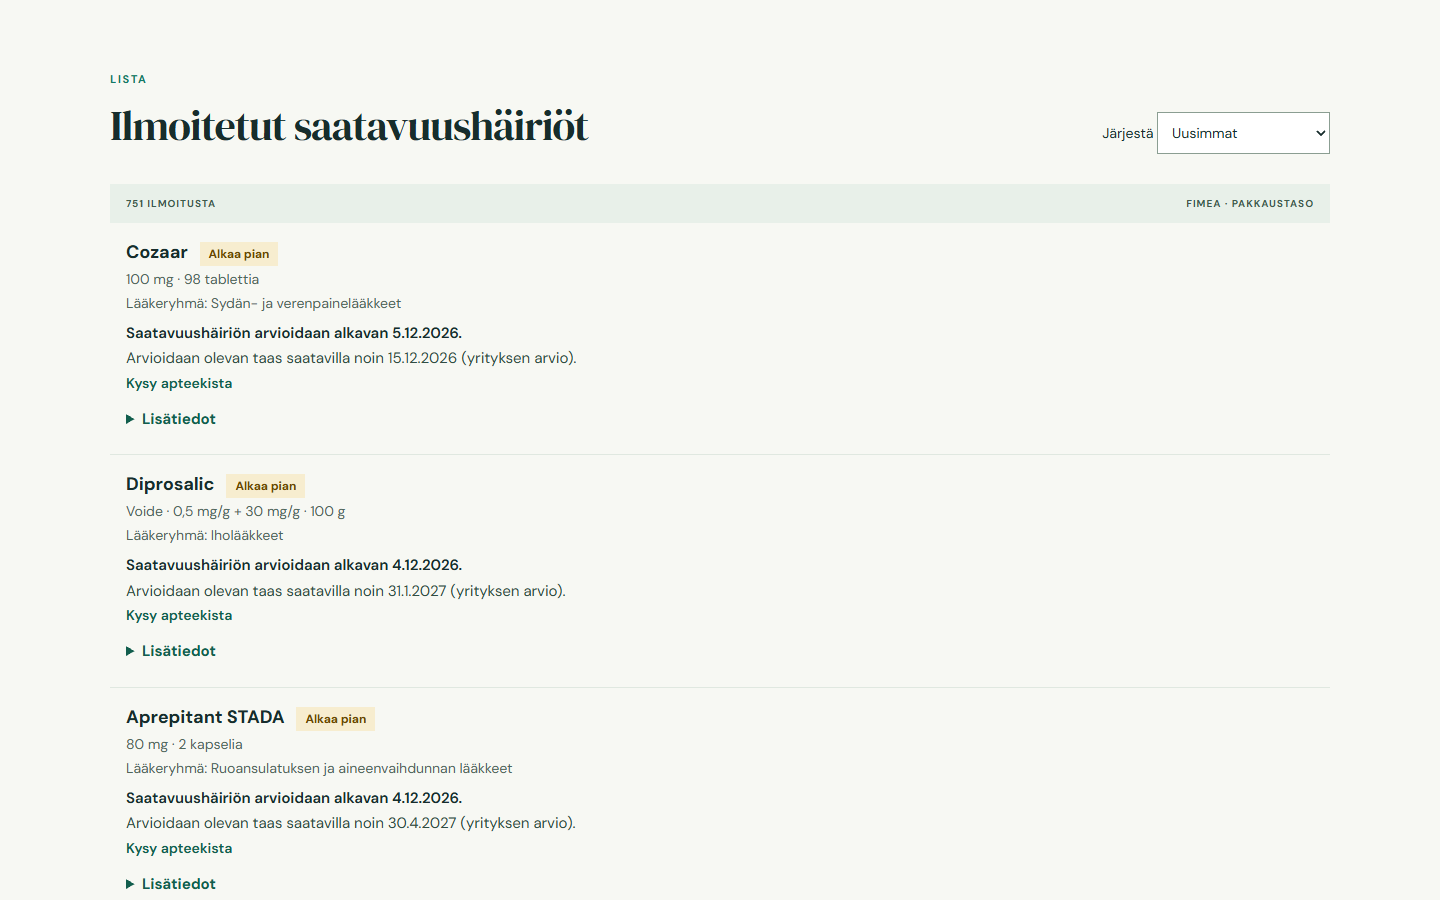 LISTA
Ilmoitetut saatavuushäiriöt
Järjestä Uusimmat
751 ILMOITUSTA FIMEA · PAKKAUSTASO
Cozaar Alkaa pian
100 mg · 98 tablettia
Lääkeryhmä: Sydän- ja verenpainelääkkeet
Saatavuushäiriön arvioidaan alkavan 5.12.2026.
Arvioidaan olevan taas saatavilla noin 15.12.2026 (yrityksen arvio).
Kysy apteekista
Lisätiedot
Diprosalic Alkaa pian
Voide · 0,5 mg/g + 30 mg/g · 100 g
Lääkeryhmä: Iholääkkeet
Saatavuushäiriön arvioidaan alkavan 4.12.2026.
Arvioidaan olevan taas saatavilla noin 31.1.2027 (yrityksen arvio).
Kysy apteekista
Lisätiedot
Aprepitant STADA Alkaa pian
80 mg · 2 kapselia
Lääkeryhmä: Ruoansulatuksen ja aineenvaihdunnan lääkkeet
Saatavuushäiriön arvioidaan alkavan 4.12.2026.
Arvioidaan olevan taas saatavilla noin 30.4.2027 (yrityksen arvio).
Kysy apteekista
Lisätiedot